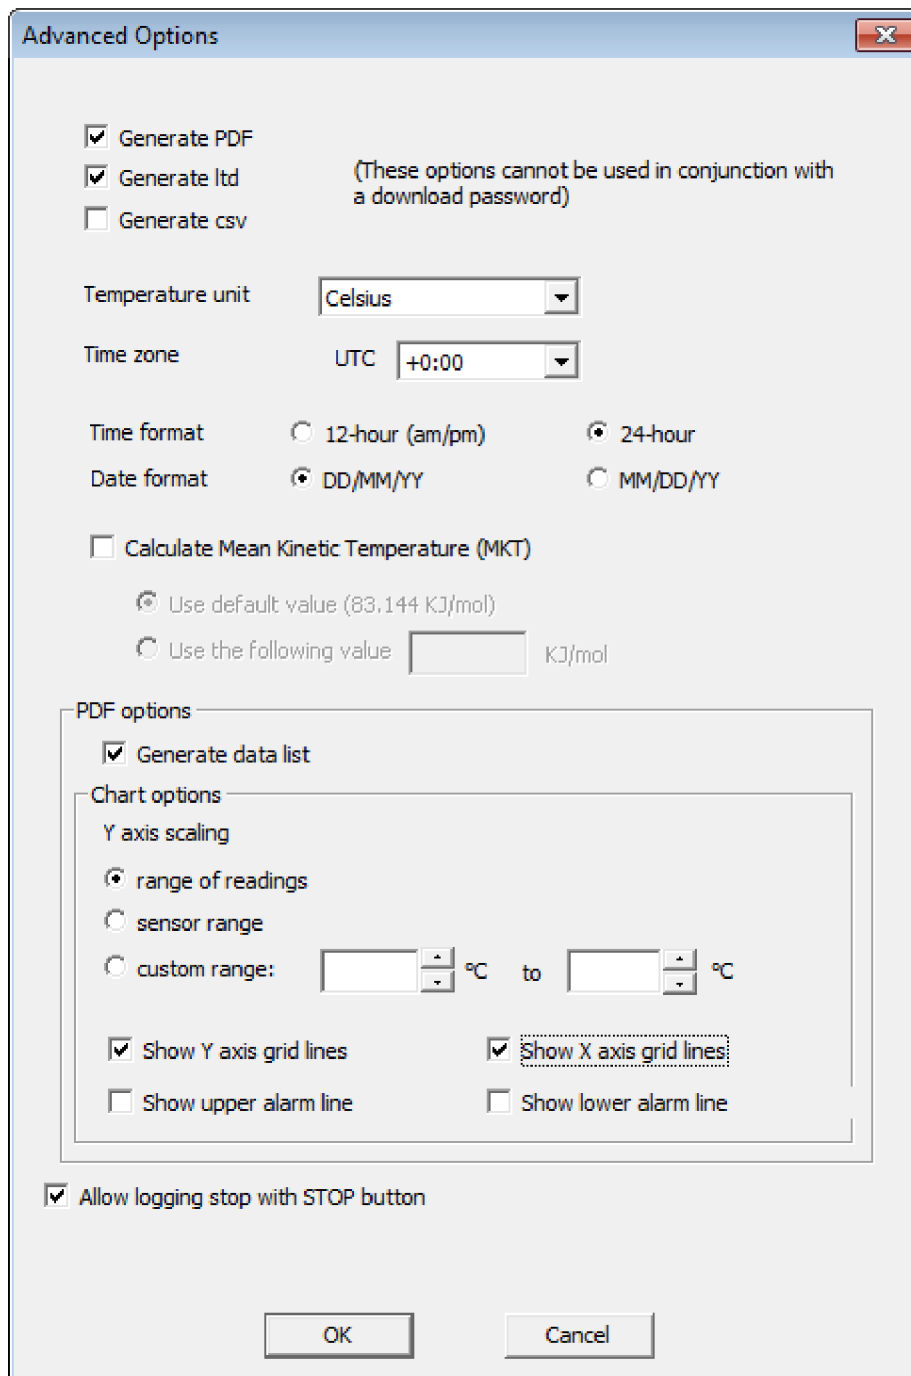 Advanced Options
Generate PDF
Generate ltd
Generate csv
(These options cannot be used in conjunction with
a download password)
Temperature unit Celsius
Time zone UTC +0:00
Time format 12-hour (am/pm) 24-hour
Date format DD/MM/YY MM/DD/YY
Calculate Mean Kinetic Temperature (MKT)
Use default value (83.144 KJ/mol)
Use the following value KJ/mol
PDF options
Generate data list
Chart options
Y axis scaling
range of readings
sensor range
custom range: ºC to ºC
Show Y axis grid lines Show X axis grid lines
Show upper alarm line Show lower alarm line
Allow logging stop with STOP button
OK Cancel